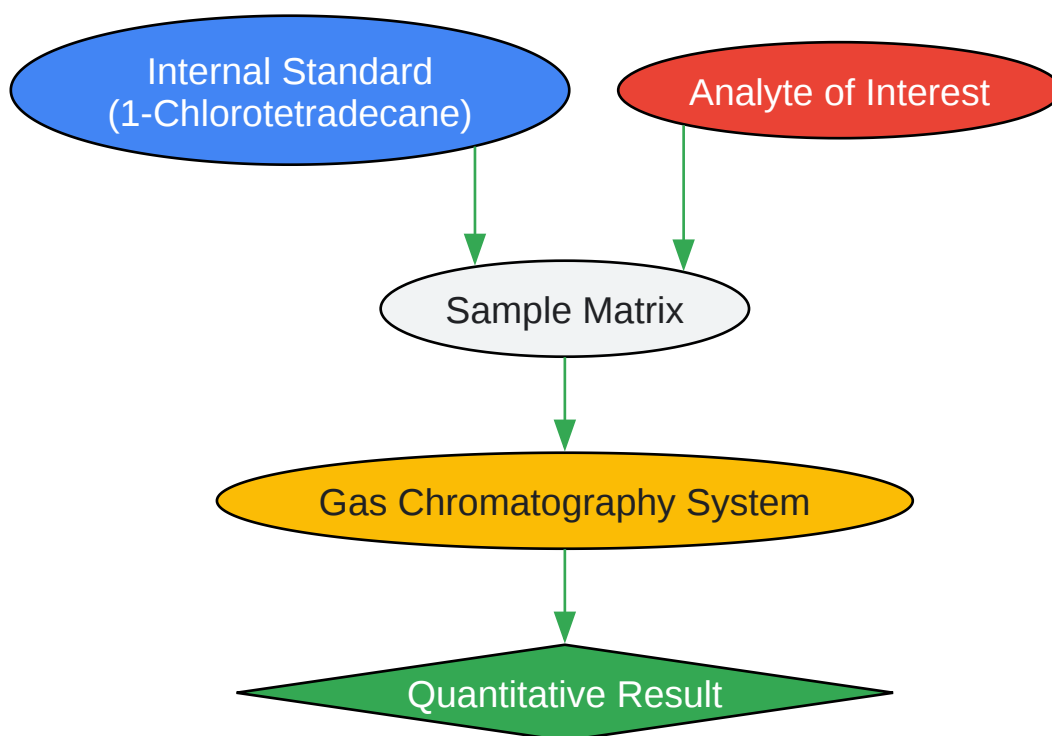 Internal Standard
(1-Chlorotetradecane)
Analyte of Interest
Sample Matrix
Gas Chromatography System
Quantitative Result